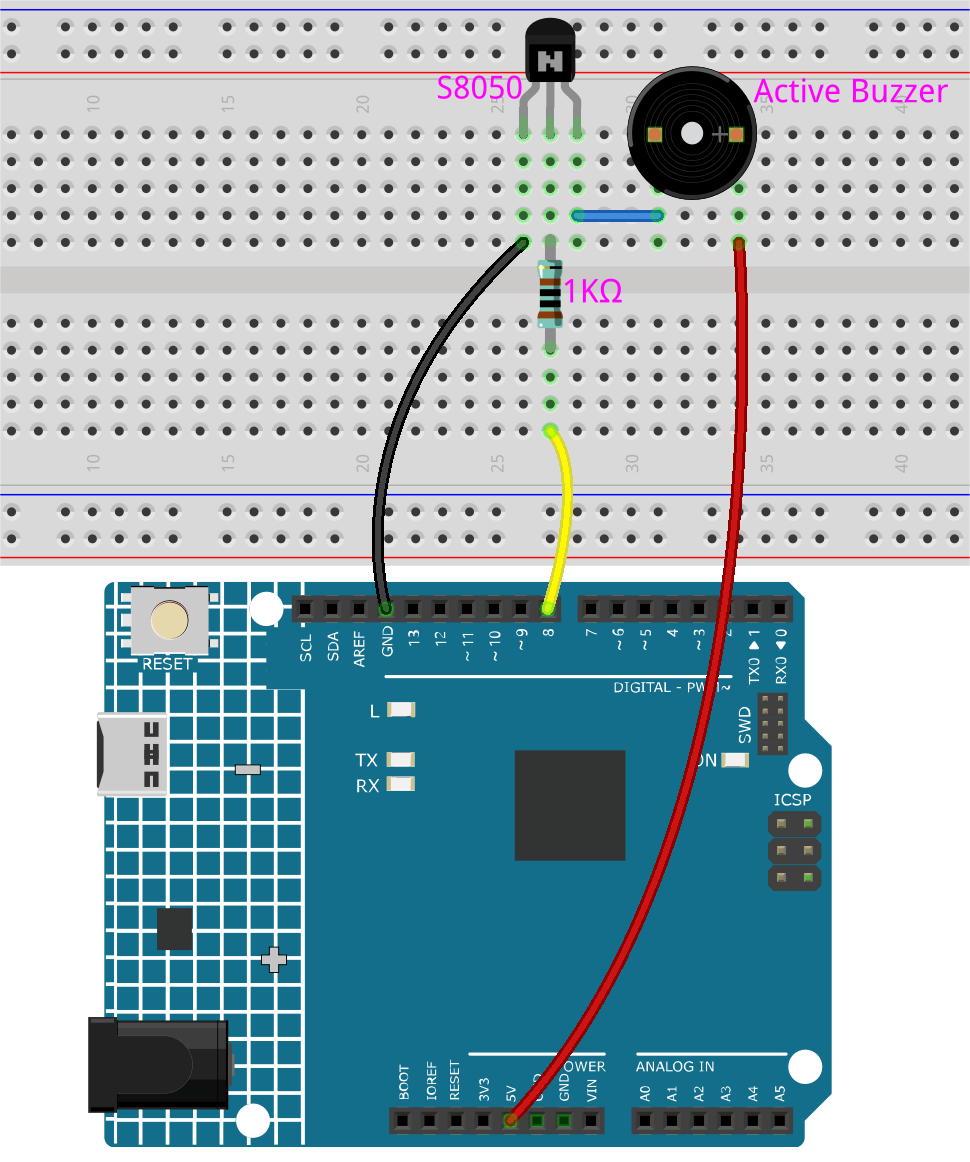 S8050
Active Buzzer
10 15 20 30 35 40
1KΩ
10 15 20 25 30 35 40
RESET
SCL
SDA
AREF
GND
13
12
~11
~10
~9
8
7
~6
~5
4
~3
2
TX0 ▶ 1
RX0 ◀ 0
DIGITAL - PWM~
L
TX
RX
SWD
ON
ICSP
BOOT
IOREF
RESET
3V3
5V
GND
GND
VIN
POWER
ANALOG IN
A0
A1
A2
A3
A4
A5